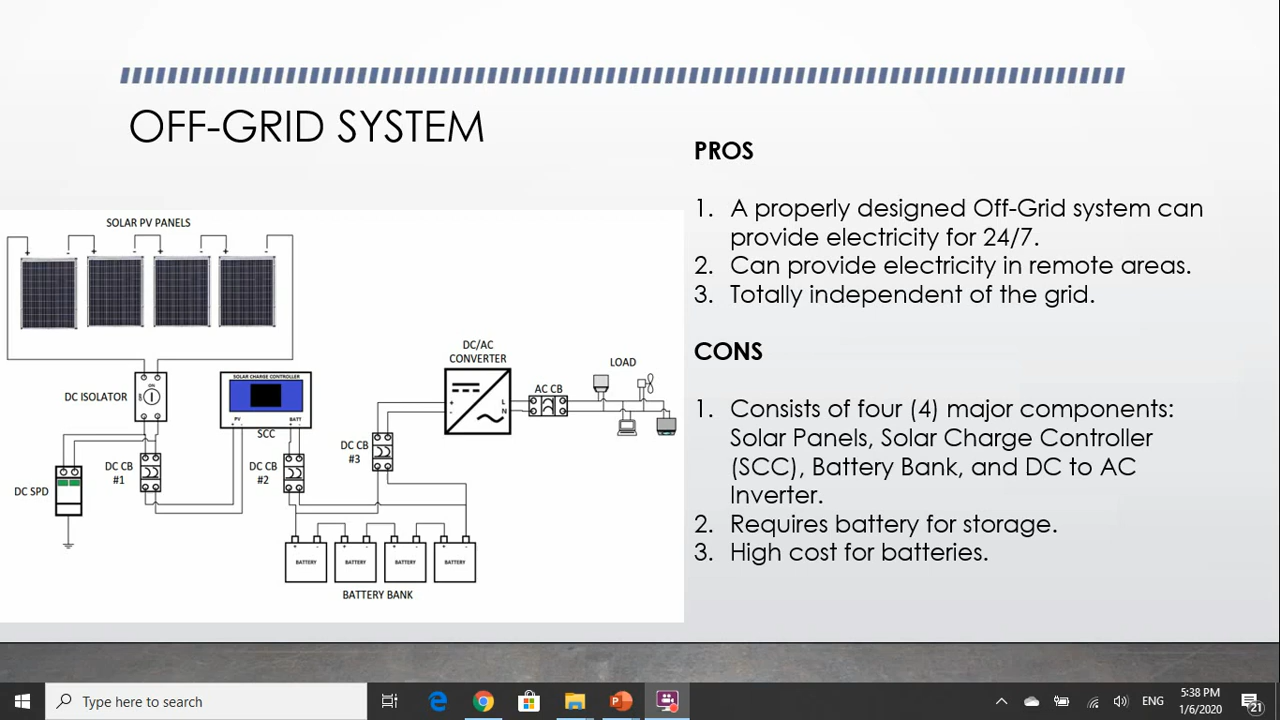 OFF-GRID SYSTEM
SOLAR PV PANELS
+ - + - + - + -
DC ISOLATOR
ON
SOLAR CHARGE CONTROLLER
PV BATT
SCC
DC SPD
DC CB
#1
DC CB
#2
DC CB
#3
DC/AC
CONVERTER
+
-
L
N
AC CB
LOAD
+ - + - + - + -
BATTERY BATTERY BATTERY BATTERY
BATTERY BANK
PROS
1. A properly designed Off-Grid system can
provide electricity for 24/7.
2. Can provide electricity in remote areas.
3. Totally independent of the grid.
CONS
1. Consists of four (4) major components:
Solar Panels, Solar Charge Controller
(SCC), Battery Bank, and DC to AC
Inverter.
2. Requires battery for storage.
3. High cost for batteries.
Type here to search
ENG
5:38 PM
1/6/2020
21